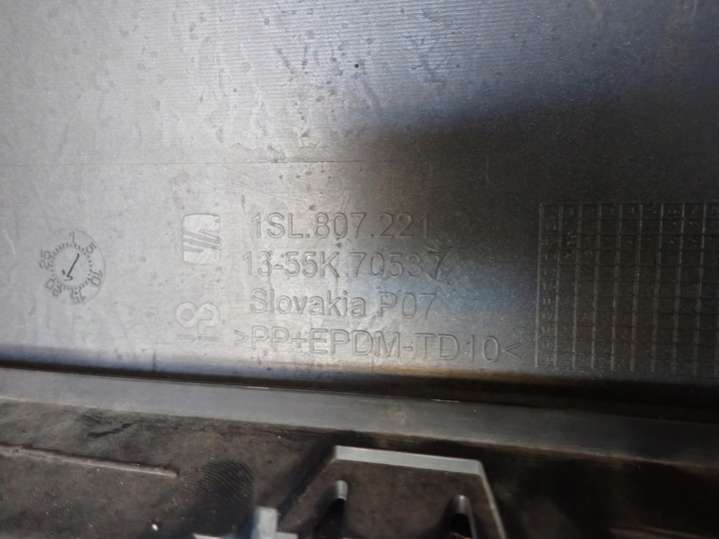 1SL.807.221
13-55K.70537
Slovakia P07
>PP+EPDM-TD10<